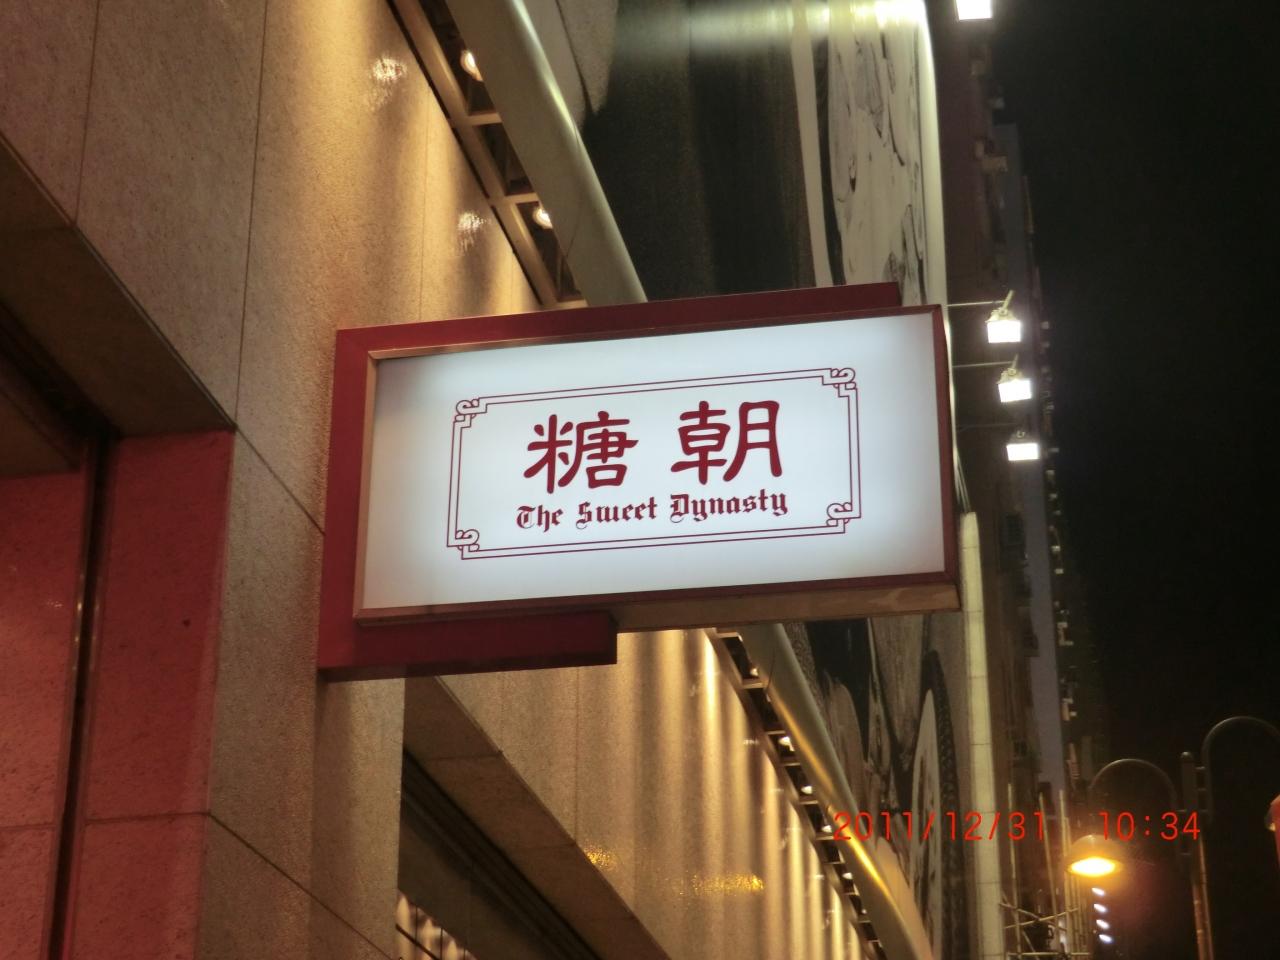 糖朝
The Sweet Dynasty
2011/12/31 10:34